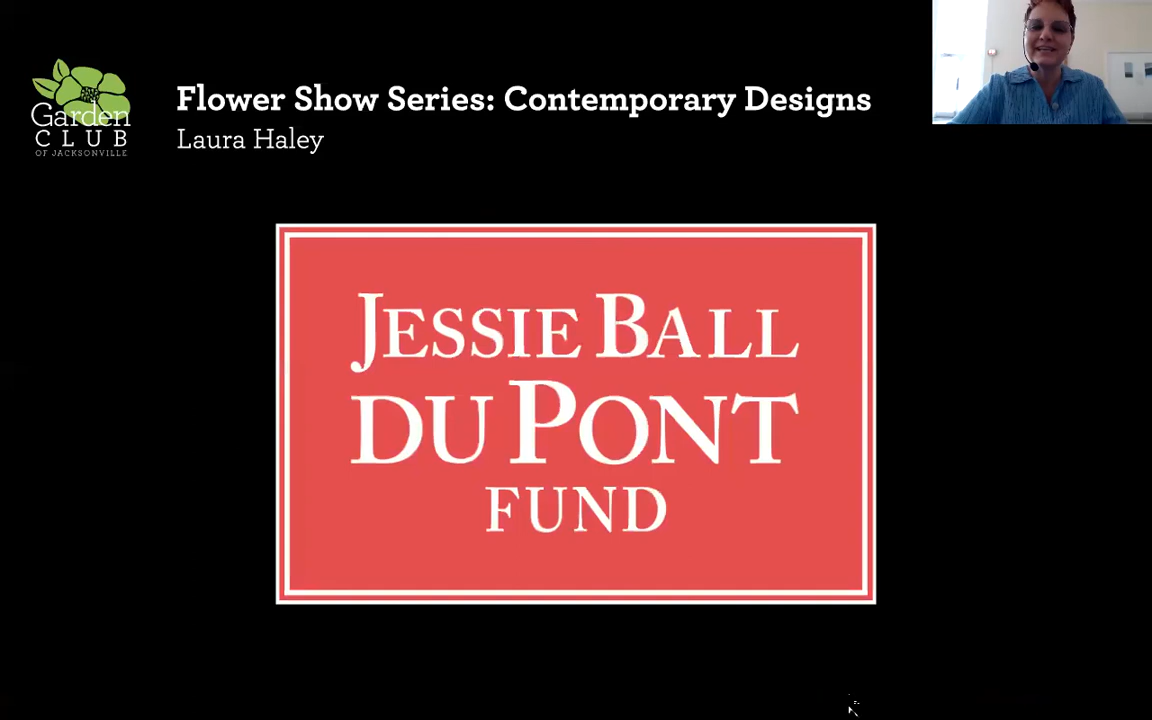 Garden
CLUB
OF JACKSONVILLE
Flower Show Series: Contemporary Designs
Laura Haley
JESSIE BALL
DU PONT
FUND